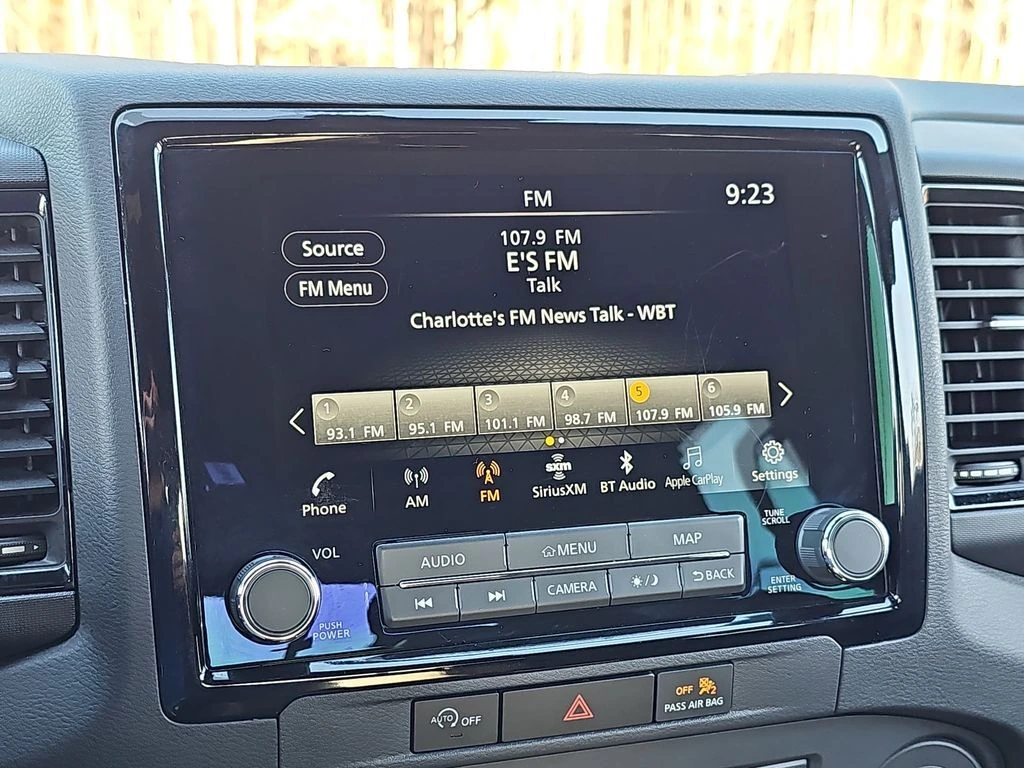 FM
9:23
Source
107.9 FM
E'S FM
FM Menu
Talk
Charlotte's FM News Talk - WBT
1 2 3 4 5 6
93.1 FM 95.1 FM 101.1 FM 98.7 FM 107.9 FM 105.9 FM
Phone
AM
FM
sxm
SiriusXM
BT Audio
Apple CarPlay
Settings
VOL
PUSH
POWER
AUDIO
MENU
MAP
CAMERA
BACK
TUNE
SCROLL
ENTER
SETTING
AUTO OFF
OFF 2
PASS AIR BAG